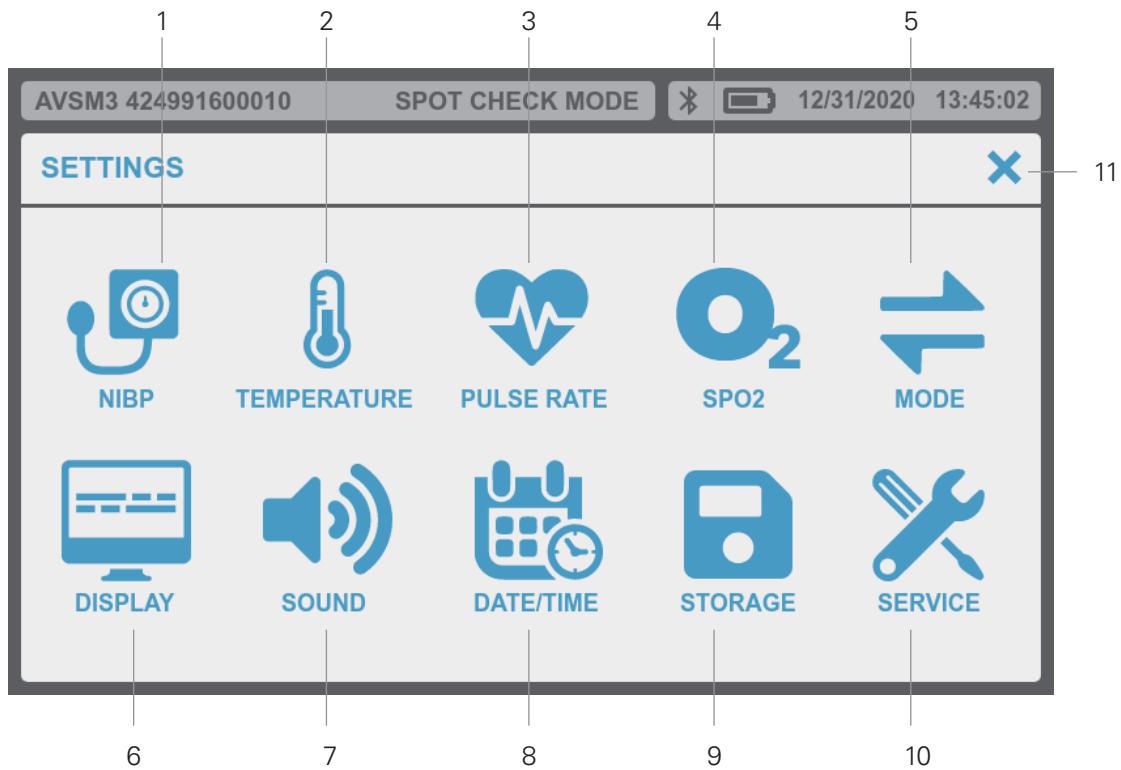 1 2 3 4 5
AVSM3 424991600010 SPOT CHECK MODE 12/31/2020 13:45:02
SETTINGS
11
NIBP TEMPERATURE PULSE RATE SPO2 MODE
DISPLAY SOUND DATE/TIME STORAGE SERVICE
6 7 8 9 10